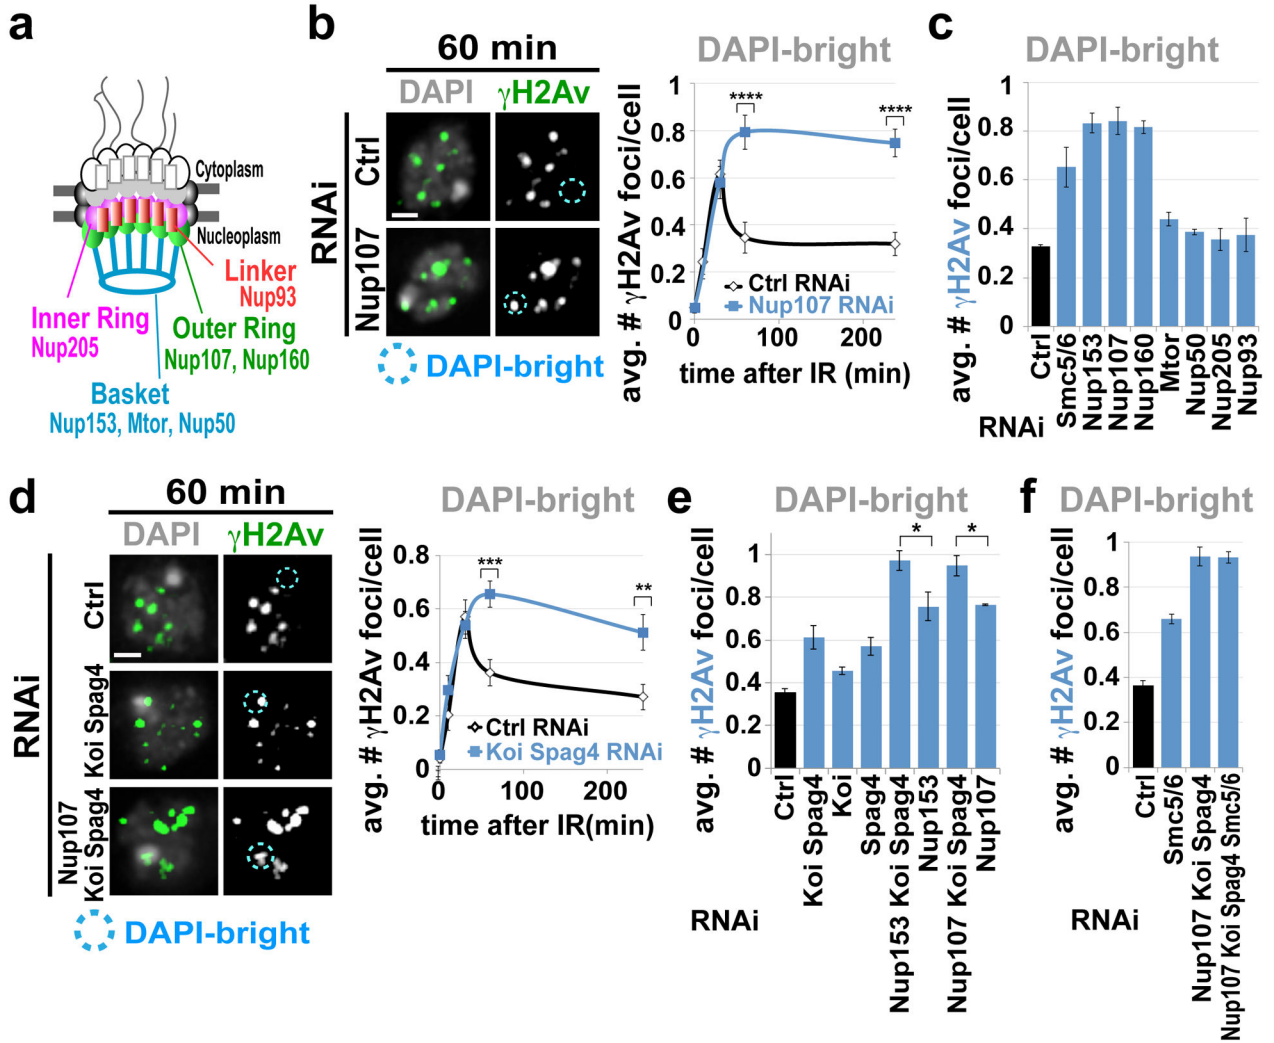 a
Cytoplasm
Nucleoplasm
Linker
Nup93
Inner Ring
Nup205
Outer Ring
Nup107, Nup160
Basket
Nup153, Mtor, Nup50
b
60 min
DAPI
γH2Av
RNAi
Ctrl
Nup107
DAPI-bright
DAPI-bright
avg. # γH2Av foci/cell
1
0.8
0.6
0.4
0.2
0
****
****
Ctrl RNAi
Nup107 RNAi
0
100
200
time after IR (min)
c
DAPI-bright
avg. # γH2Av foci/cell
1
0.8
0.6
0.4
0.2
0
Ctrl
Smc5/6
Nup153
Nup107
Nup160
Mtor
Nup50
Nup205
Nup93
RNAi
d
60 min
DAPI
γH2Av
RNAi
Ctrl
Koi Spag4
Nup107
Koi Spag4
DAPI-bright
DAPI-bright
avg. # γH2Av foci/cell
0.8
0.6
0.4
0.2
0
***
**
Ctrl RNAi
Koi Spag4 RNAi
0
100
200
time after IR(min)
e
DAPI-bright
avg. # γH2Av foci/cell
1
0.8
0.6
0.4
0.2
0
*
*
Ctrl
Koi Spag4
Koi
Spag4
Nup153 Koi Spag4
Nup153
Nup107 Koi Spag4
Nup107
RNAi
f
DAPI-bright
avg. # γH2Av foci/cell
1
0.8
0.6
0.4
0.2
0
Ctrl
Smc5/6
Nup107 Koi Spag4
Nup107 Koi Spag4 Smc5/6
RNAi